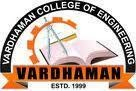 VARDHAMAN COLLEGE OF ENGINEERING
VARDHAMAN
ESTD. 1999